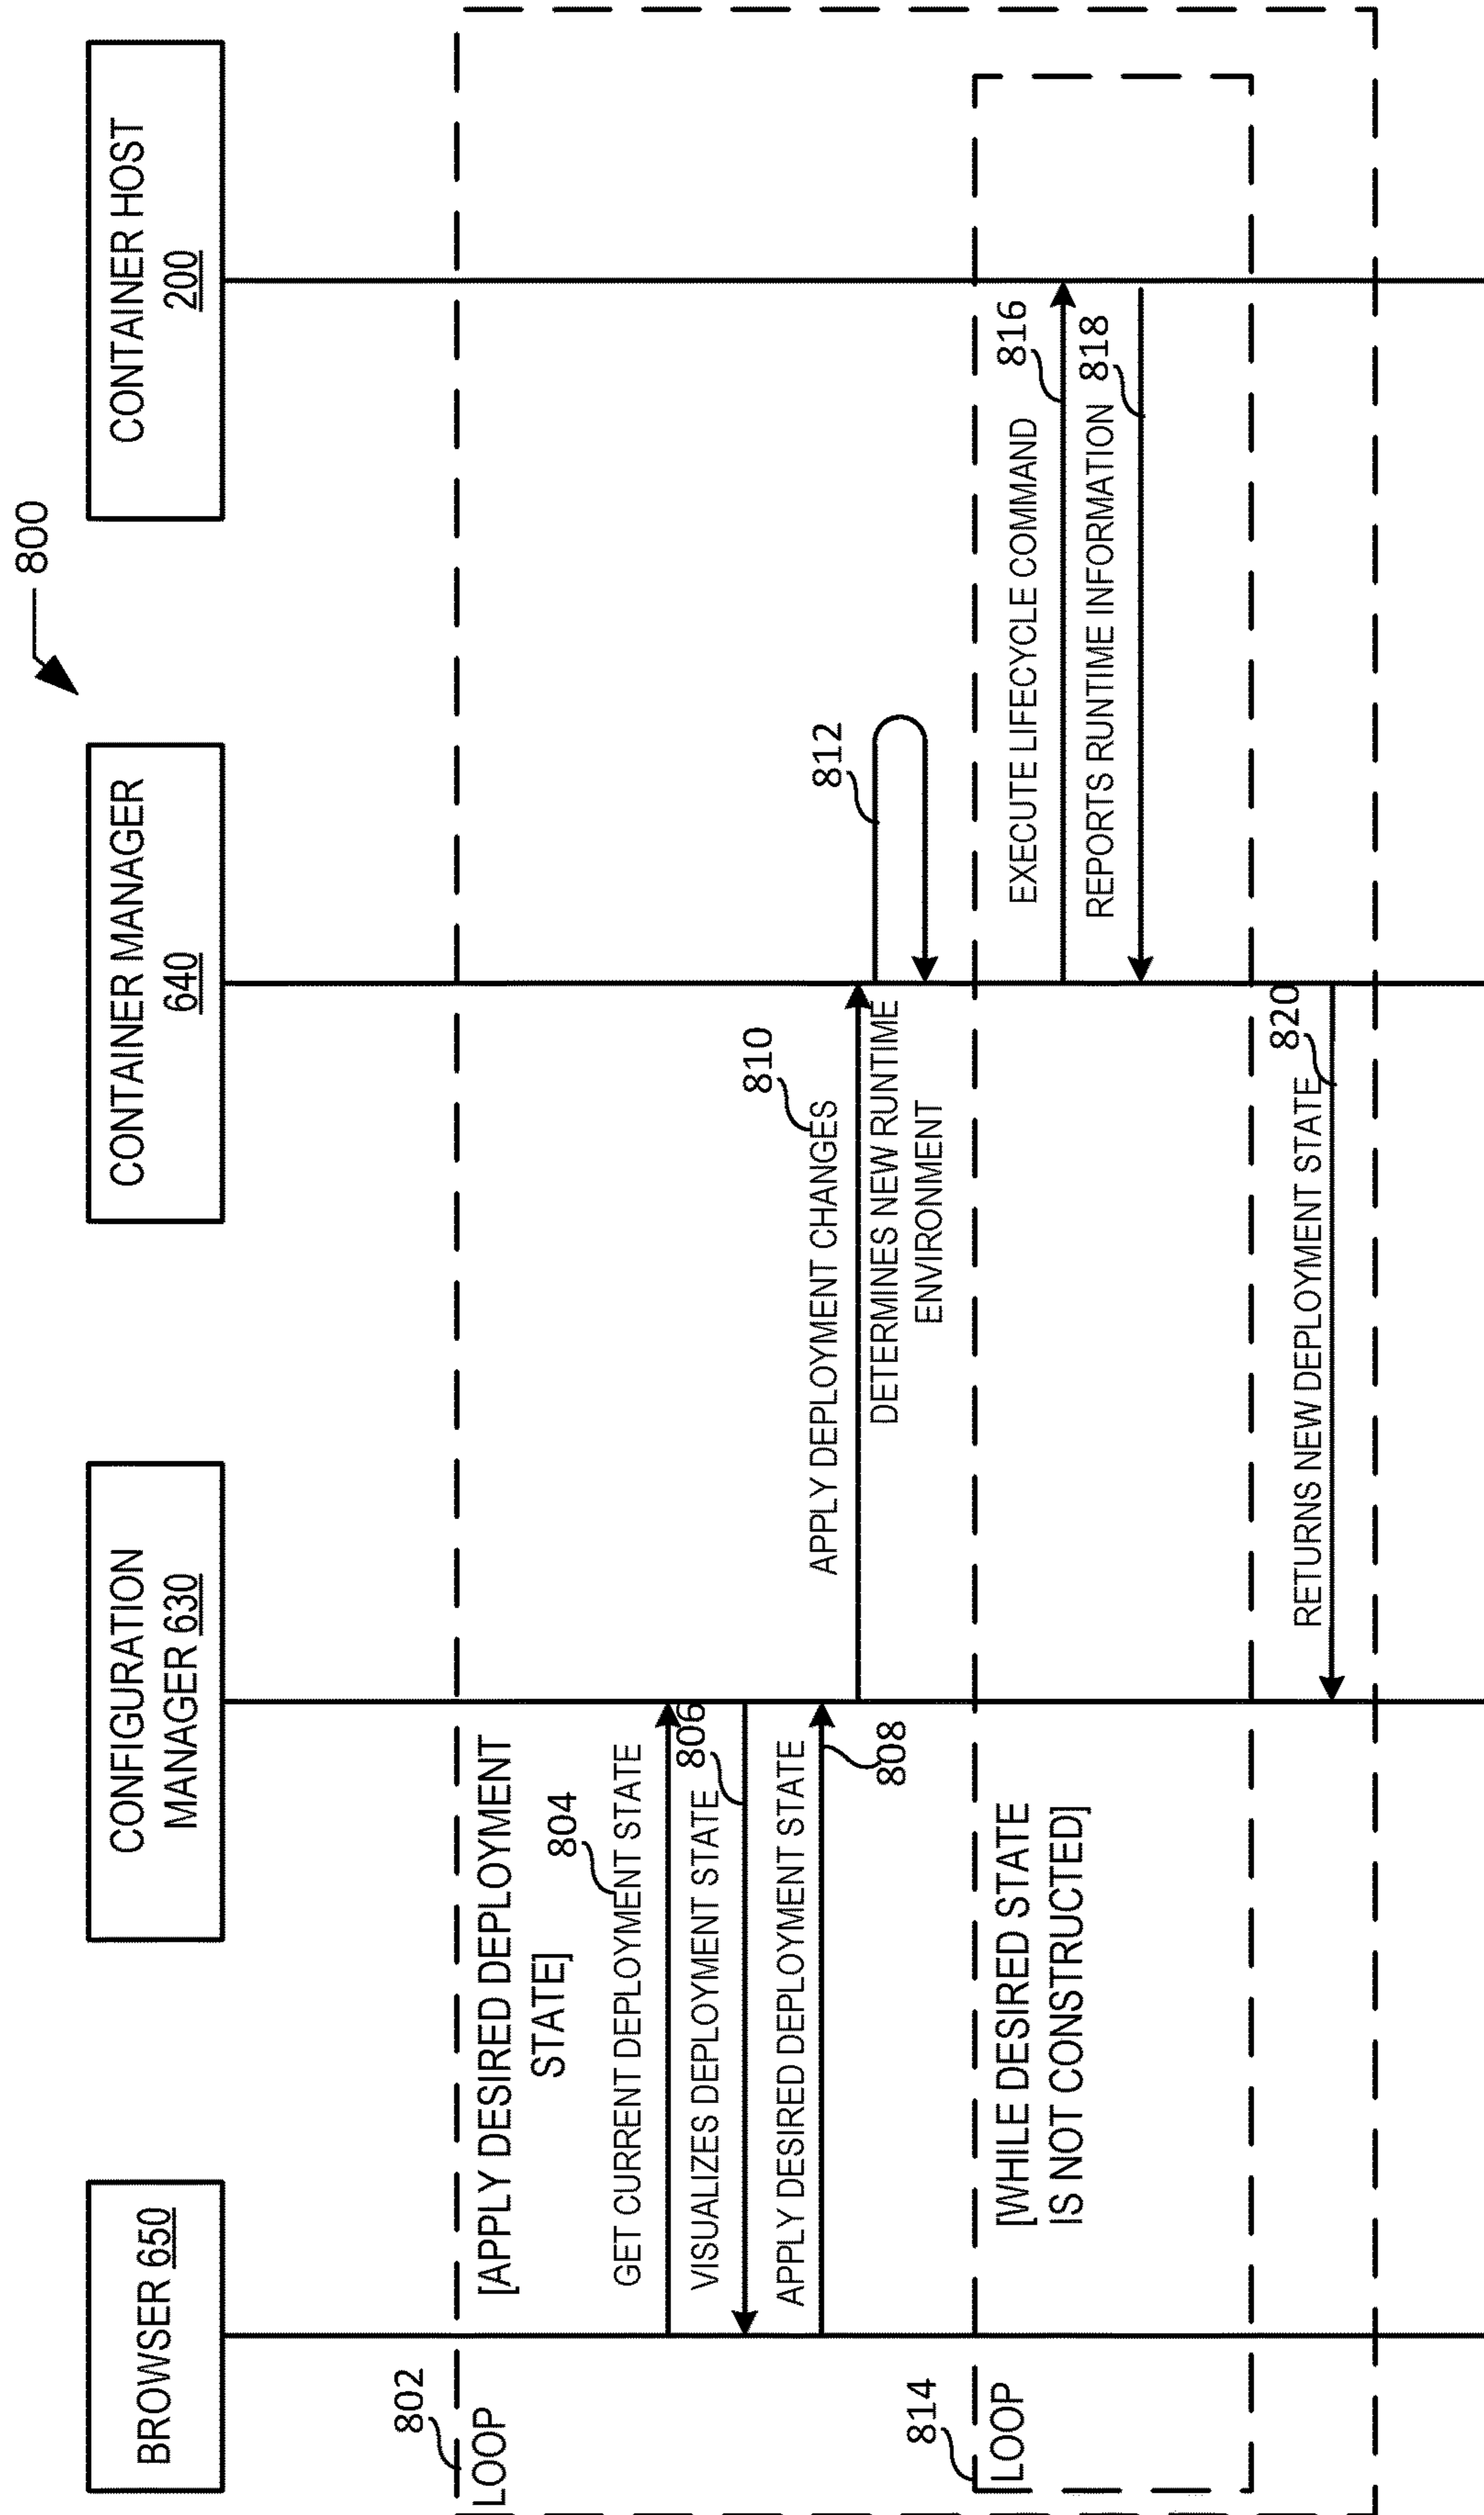 800
BROWSER 650
CONFIGURATION
MANAGER 630
CONTAINER MANAGER
640
CONTAINER HOST
200
802
LOOP
[APPLY DESIRED DEPLOYMENT
STATE]
804
GET CURRENT DEPLOYMENT STATE
806
VISUALIZES DEPLOYMENT STATE
APPLY DESIRED DEPLOYMENT STATE
808
810
APPLY DEPLOYMENT CHANGES
812
DETERMINES NEW RUNTIME
ENVIRONMENT
814
LOOP
[WHILE DESIRED STATE
IS NOT CONSTRUCTED]
816
EXECUTE LIFECYCLE COMMAND
818
REPORTS RUNTIME INFORMATION
820
RETURNS NEW DEPLOYMENT STATE